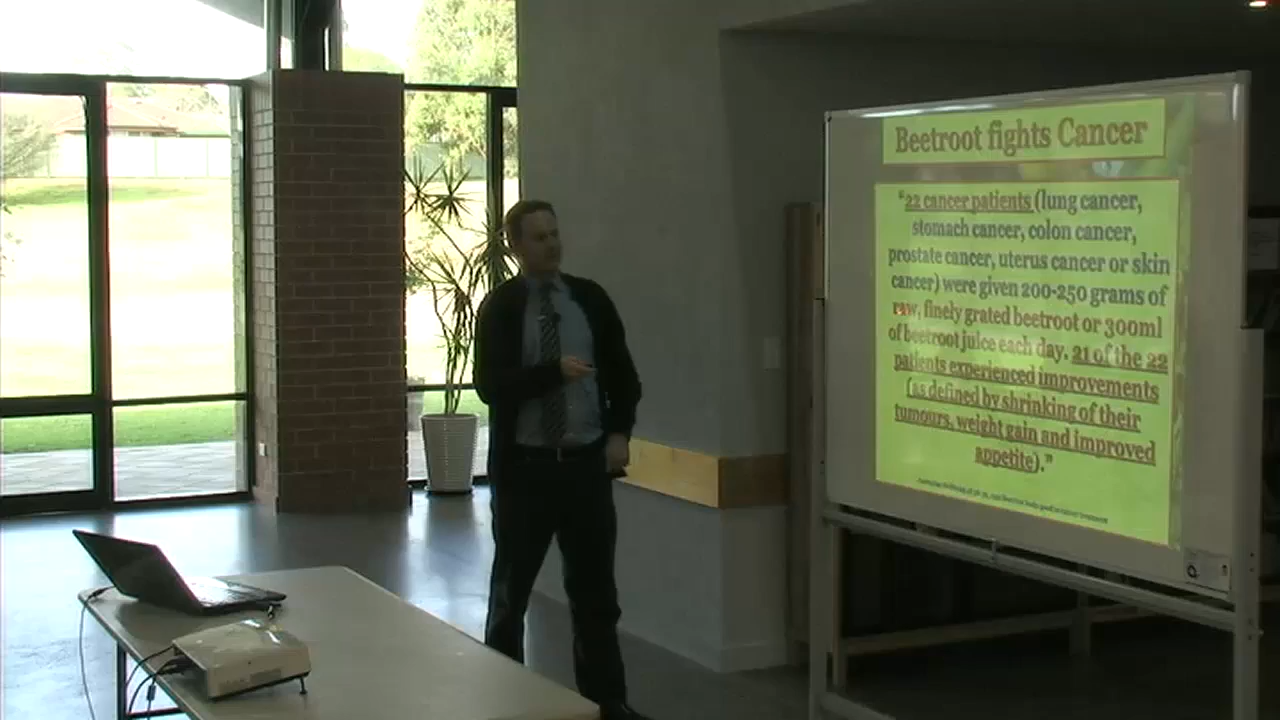 Beetroot fights Cancer
"22 cancer patients (lung cancer,
stomach cancer, colon cancer,
prostate cancer, uterus cancer or skin
cancer) were given 200-250 grams of
raw, finely grated beetroot or 300ml
of beetroot juice each day. 21 of the 22
patients experienced improvements
(as defined by shrinking of their
tumours, weight gain and improved
appetite)."